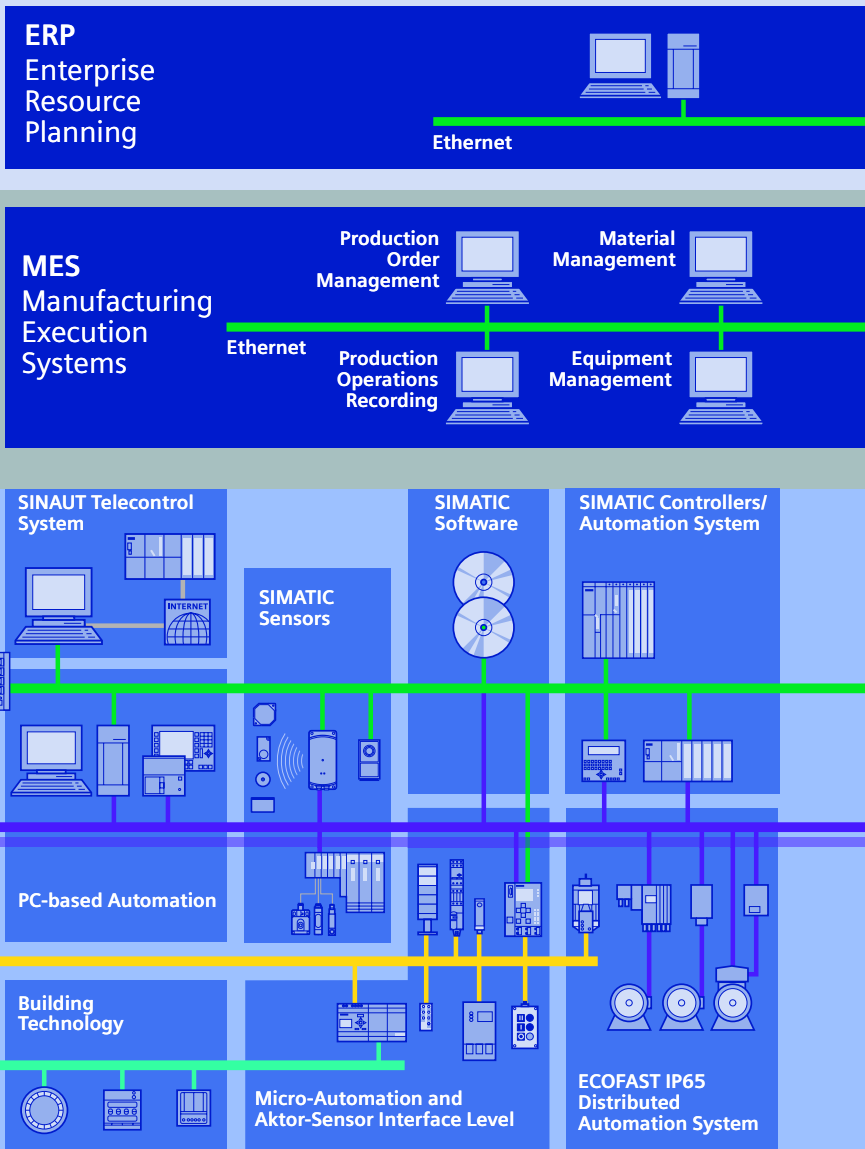 ERP
Enterprise
Resource
Planning
Ethernet
MES
Manufacturing
Execution
Systems
Production
Order
Management
Material
Management
Ethernet
Production
Operations
Recording
Equipment
Management
SINAUT Telecontrol
System
INTERNET
SIMATIC
Sensors
SIMATIC
Software
SIMATIC Controllers/
Automation System
PC-based Automation
Building
Technology
Micro-Automation and
Aktor-Sensor Interface Level
ECOFAST IP65
Distributed
Automation System